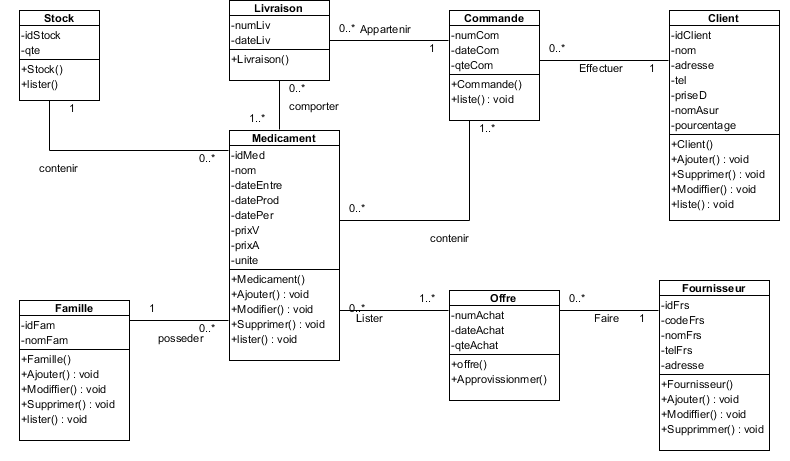 Stock
-idStock
-qte
+Stock()
+lister()
1
contenir
0..*
Livraison
-numLiv
-dateLiv
+Livraison()
0..*
Appartenir
1
0..*
comporter
1..*
Commande
-numCom
-dateCom
-qteCom
+Commande()
+liste() : void
0..*
Effectuer
1
1..*
Client
-idClient
-nom
-adresse
-tel
-priseD
-nomAsur
-pourcentage
+Client()
+Ajouter() : void
+Supprimer() : void
+Modiffier() : void
+liste() : void
Medicament
-idMed
-nom
-dateEntre
-dateProd
-datePer
-prixV
-prixA
-unite
+Medicament()
+Ajouter() : void
+Modifier() : void
+Supprimer() : void
+lister() : void
0..*
contenir
Famille
-idFam
-nomFam
+Famille()
+Ajouter() : void
+Modiffier() : void
+Supprimer() : void
+lister() : void
1
0..*
posseder
0..*
Lister
1..*
Offre
-numAchat
-dateAchat
-qteAchat
+offre()
+Approvissionmer()
0..*
Faire
1
Fournisseur
-idFrs
-codeFrs
-nomFrs
-telFrs
-adresse
+Fournisseur()
+Ajouter() : void
+Modiffier() : void
+Supprimmer() : void